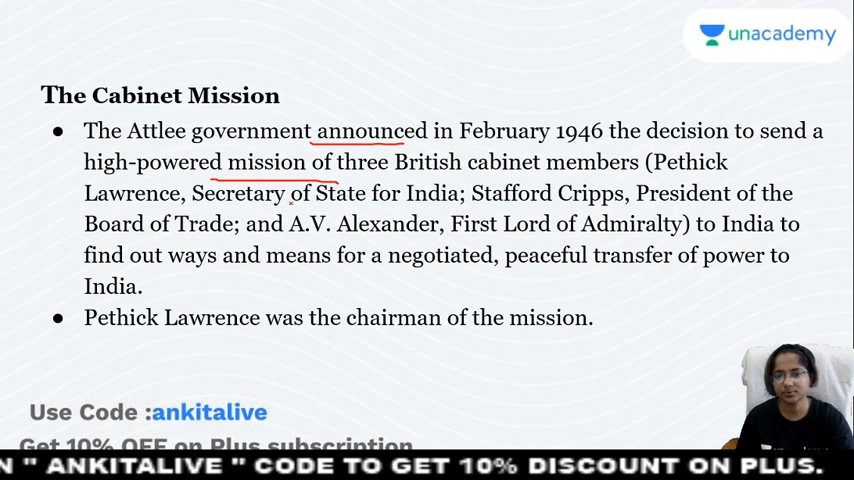 unacademy
The Cabinet Mission
● The Attlee government announced in February 1946 the decision to send a
high-powered mission of three British cabinet members (Pethick
Lawrence, Secretary of State for India; Stafford Cripps, President of the
Board of Trade; and A.V. Alexander, First Lord of Admiralty) to India to
find out ways and means for a negotiated, peaceful transfer of power to
India.
● Pethick Lawrence was the chairman of the mission.
Use Code :ankitalive
Get 10% OFF on Plus subscription
N " ANKITALIVE " CODE TO GET 10% DISCOUNT ON PLUS.